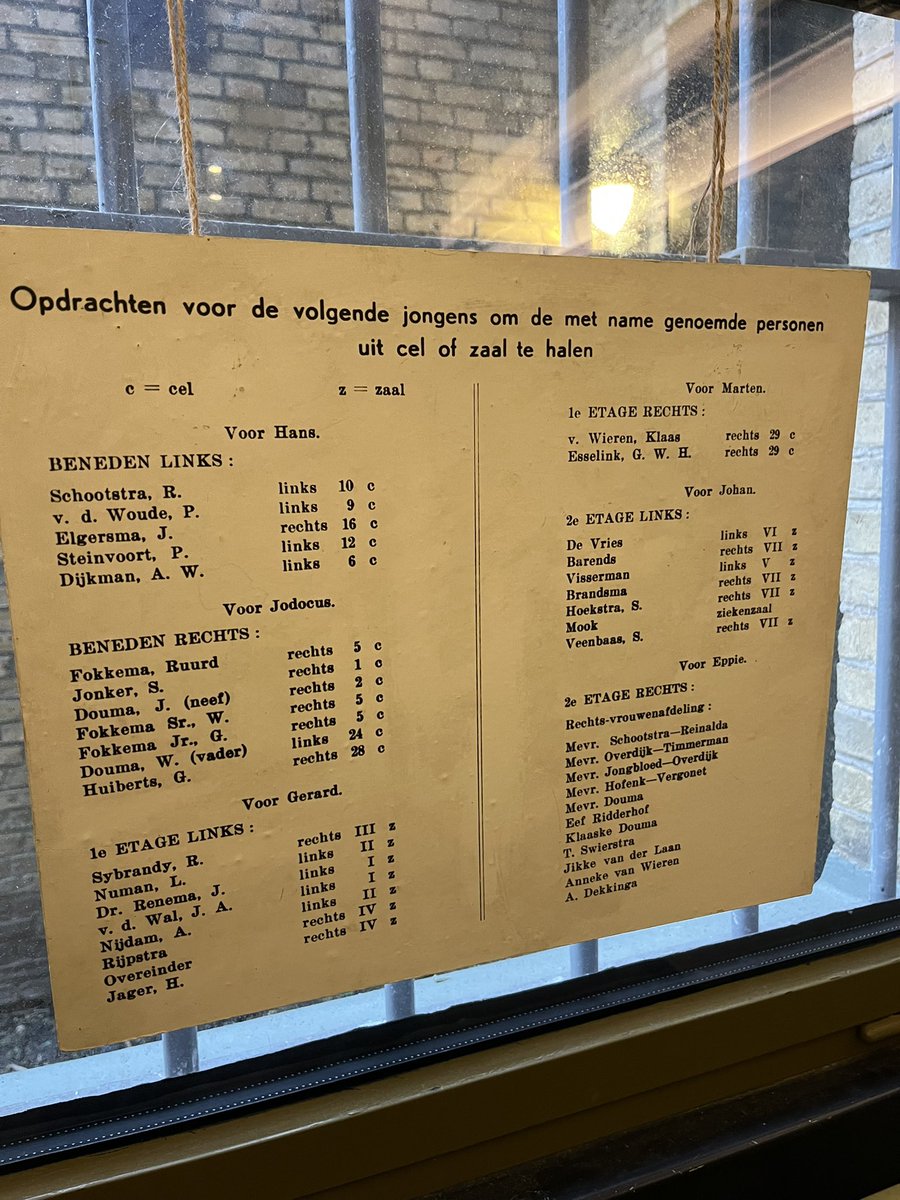 Opdrachten voor de volgende jongens om de met name genoemde personen
uit cel of zaal te halen
c = cel z = zaal
Voor Hans.
BENEDEN LINKS :
Schootstra, R. links 10 c
v. d. Woude, P. links 9 c
Elgersma, J. rechts 16 c
Steinvoort, P. links 12 c
Dijkman, A. W. links 6 c
Voor Jodocus.
BENEDEN RECHTS :
Fokkema, Ruurd rechts 5 c
Jonker, S. rechts 1 c
Douma, J. (neef) rechts 2 c
Fokkema Sr., W. rechts 5 c
Fokkema Jr., G. rechts 5 c
Douma, W. (vader) links 24 c
Huiberts, G. rechts 28 c
Voor Gerard.
1e ETAGE LINKS :
Sybrandy, R. rechts III z
Numan, L. links II z
Dr. Renema, J. links I z
v. d. Wal, J. A. links I z
Nijdam, A. links II z
Rijpstra rechts IV z
Overeinder rechts IV z
Jager, H.
Voor Marten.
1e ETAGE RECHTS :
v. Wieren, Klaas rechts 29 c
Esselink, G. W. H. rechts 29 c
Voor Johan.
2e ETAGE LINKS :
De Vries links VI z
Barends rechts VII z
Visserman links V z
Brandsma rechts VII z
Hoekstra, S. rechts VII z
Mook ziekenzaal
Veenbaas, S. rechts VII z
Voor Eppie.
2e ETAGE RECHTS :
Rechts-vrouwenafdeling :
Mevr. Schootstra—Reinalda
Mevr. Overdijk—Timmerman
Mevr. Jongbloed—Overdijk
Mevr. Hofenk—Vergonet
Mevr. Douma
Eef Ridderhof
Klaaske Douma
T. Swierstra
Jikke van der Laan
Anneke van Wieren
A. Dekkinga